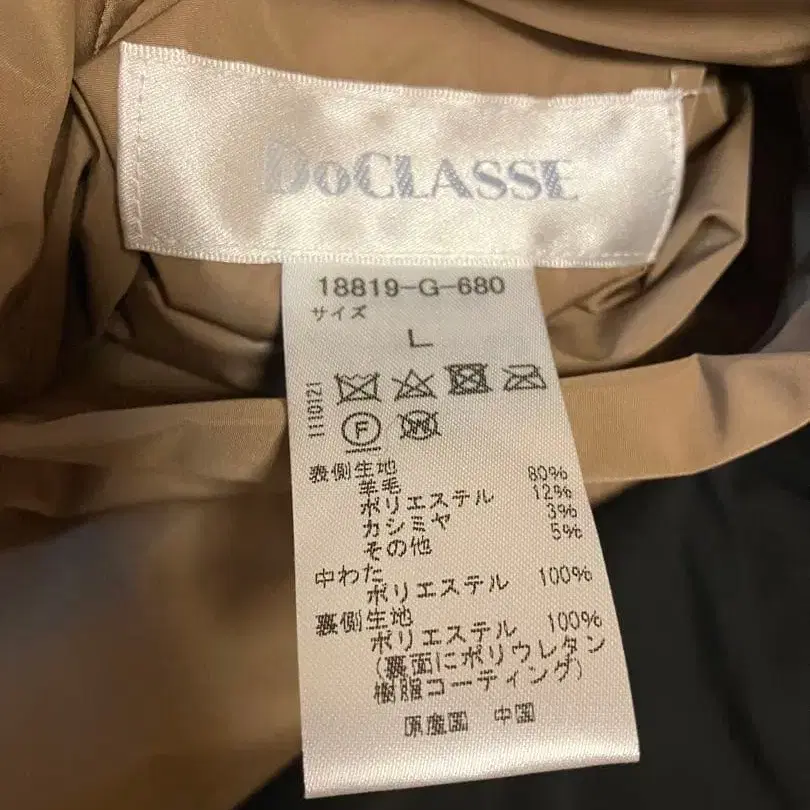 DoCLASSE
18819-G-680
サイズ
L
1110121
F
W
表側生地
羊毛 80%
ポリエステル 12%
カシミヤ 3%
その他 5%
中わた
ポリエステル 100%
裏側生地
ポリエステル 100%
(裏面にポリウレタン
樹脂コーティング)
原産国 中国